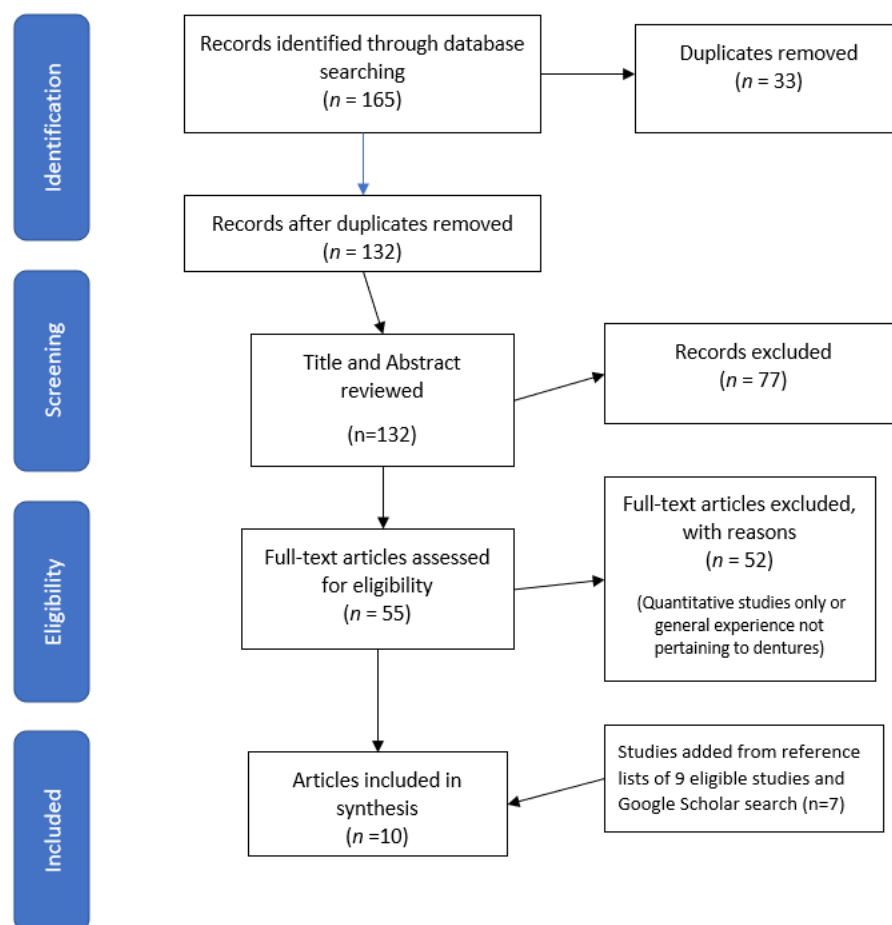 Identification
Records identified through database
searching
(n = 165)
Duplicates removed
(n = 33)
Records after duplicates removed
(n = 132)
Screening
Title and Abstract
reviewed
(n=132)
Records excluded
(n = 77)
Eligibility
Full-text articles assessed
for eligibility
(n = 55)
Full-text articles excluded,
with reasons
(n = 52)
(Quantitative studies only or
general experience not
pertaining to dentures)
Included
Articles included in
synthesis
(n =10)
Studies added from reference
lists of 9 eligible studies and
Google Scholar search (n=7)